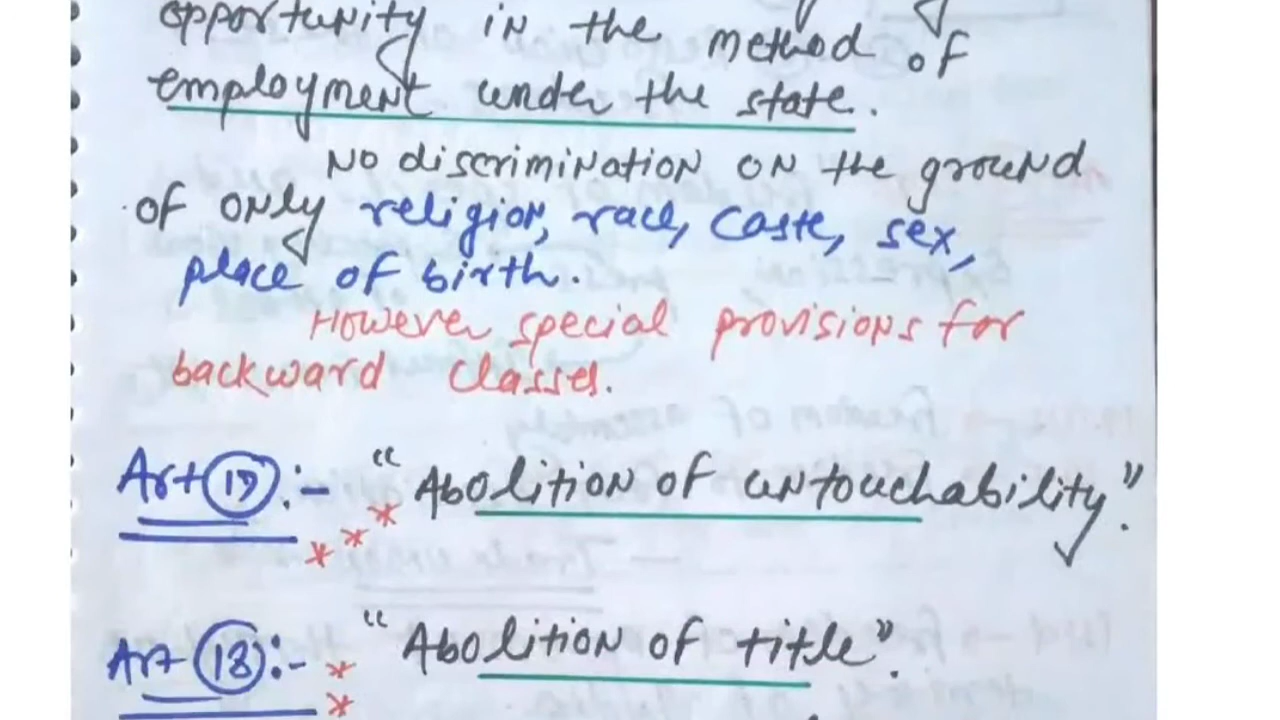 opportunity in the method of
employment under the state.
No discrimination on the ground
of only religion, race, caste, sex,
place of birth.
However special provisions for
backward classes.
Art 17 :- "Abolition of untouchability".
Art 18 :- "Abolition of title".